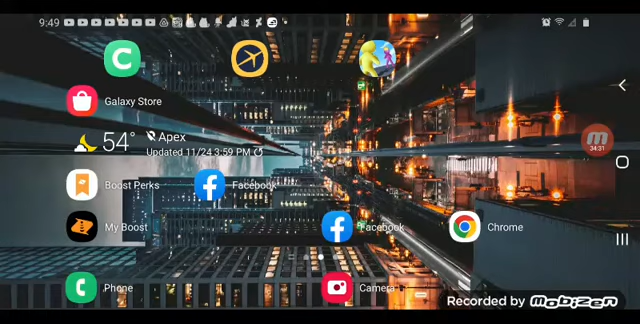 9:49
C
Galaxy Store
54° Apex
Updated 11/24 3:59 PM
Boost Perks
Facebook
My Boost
Facebook
Chrome
Phone
Camera
34:31
Recorded by Mobizen